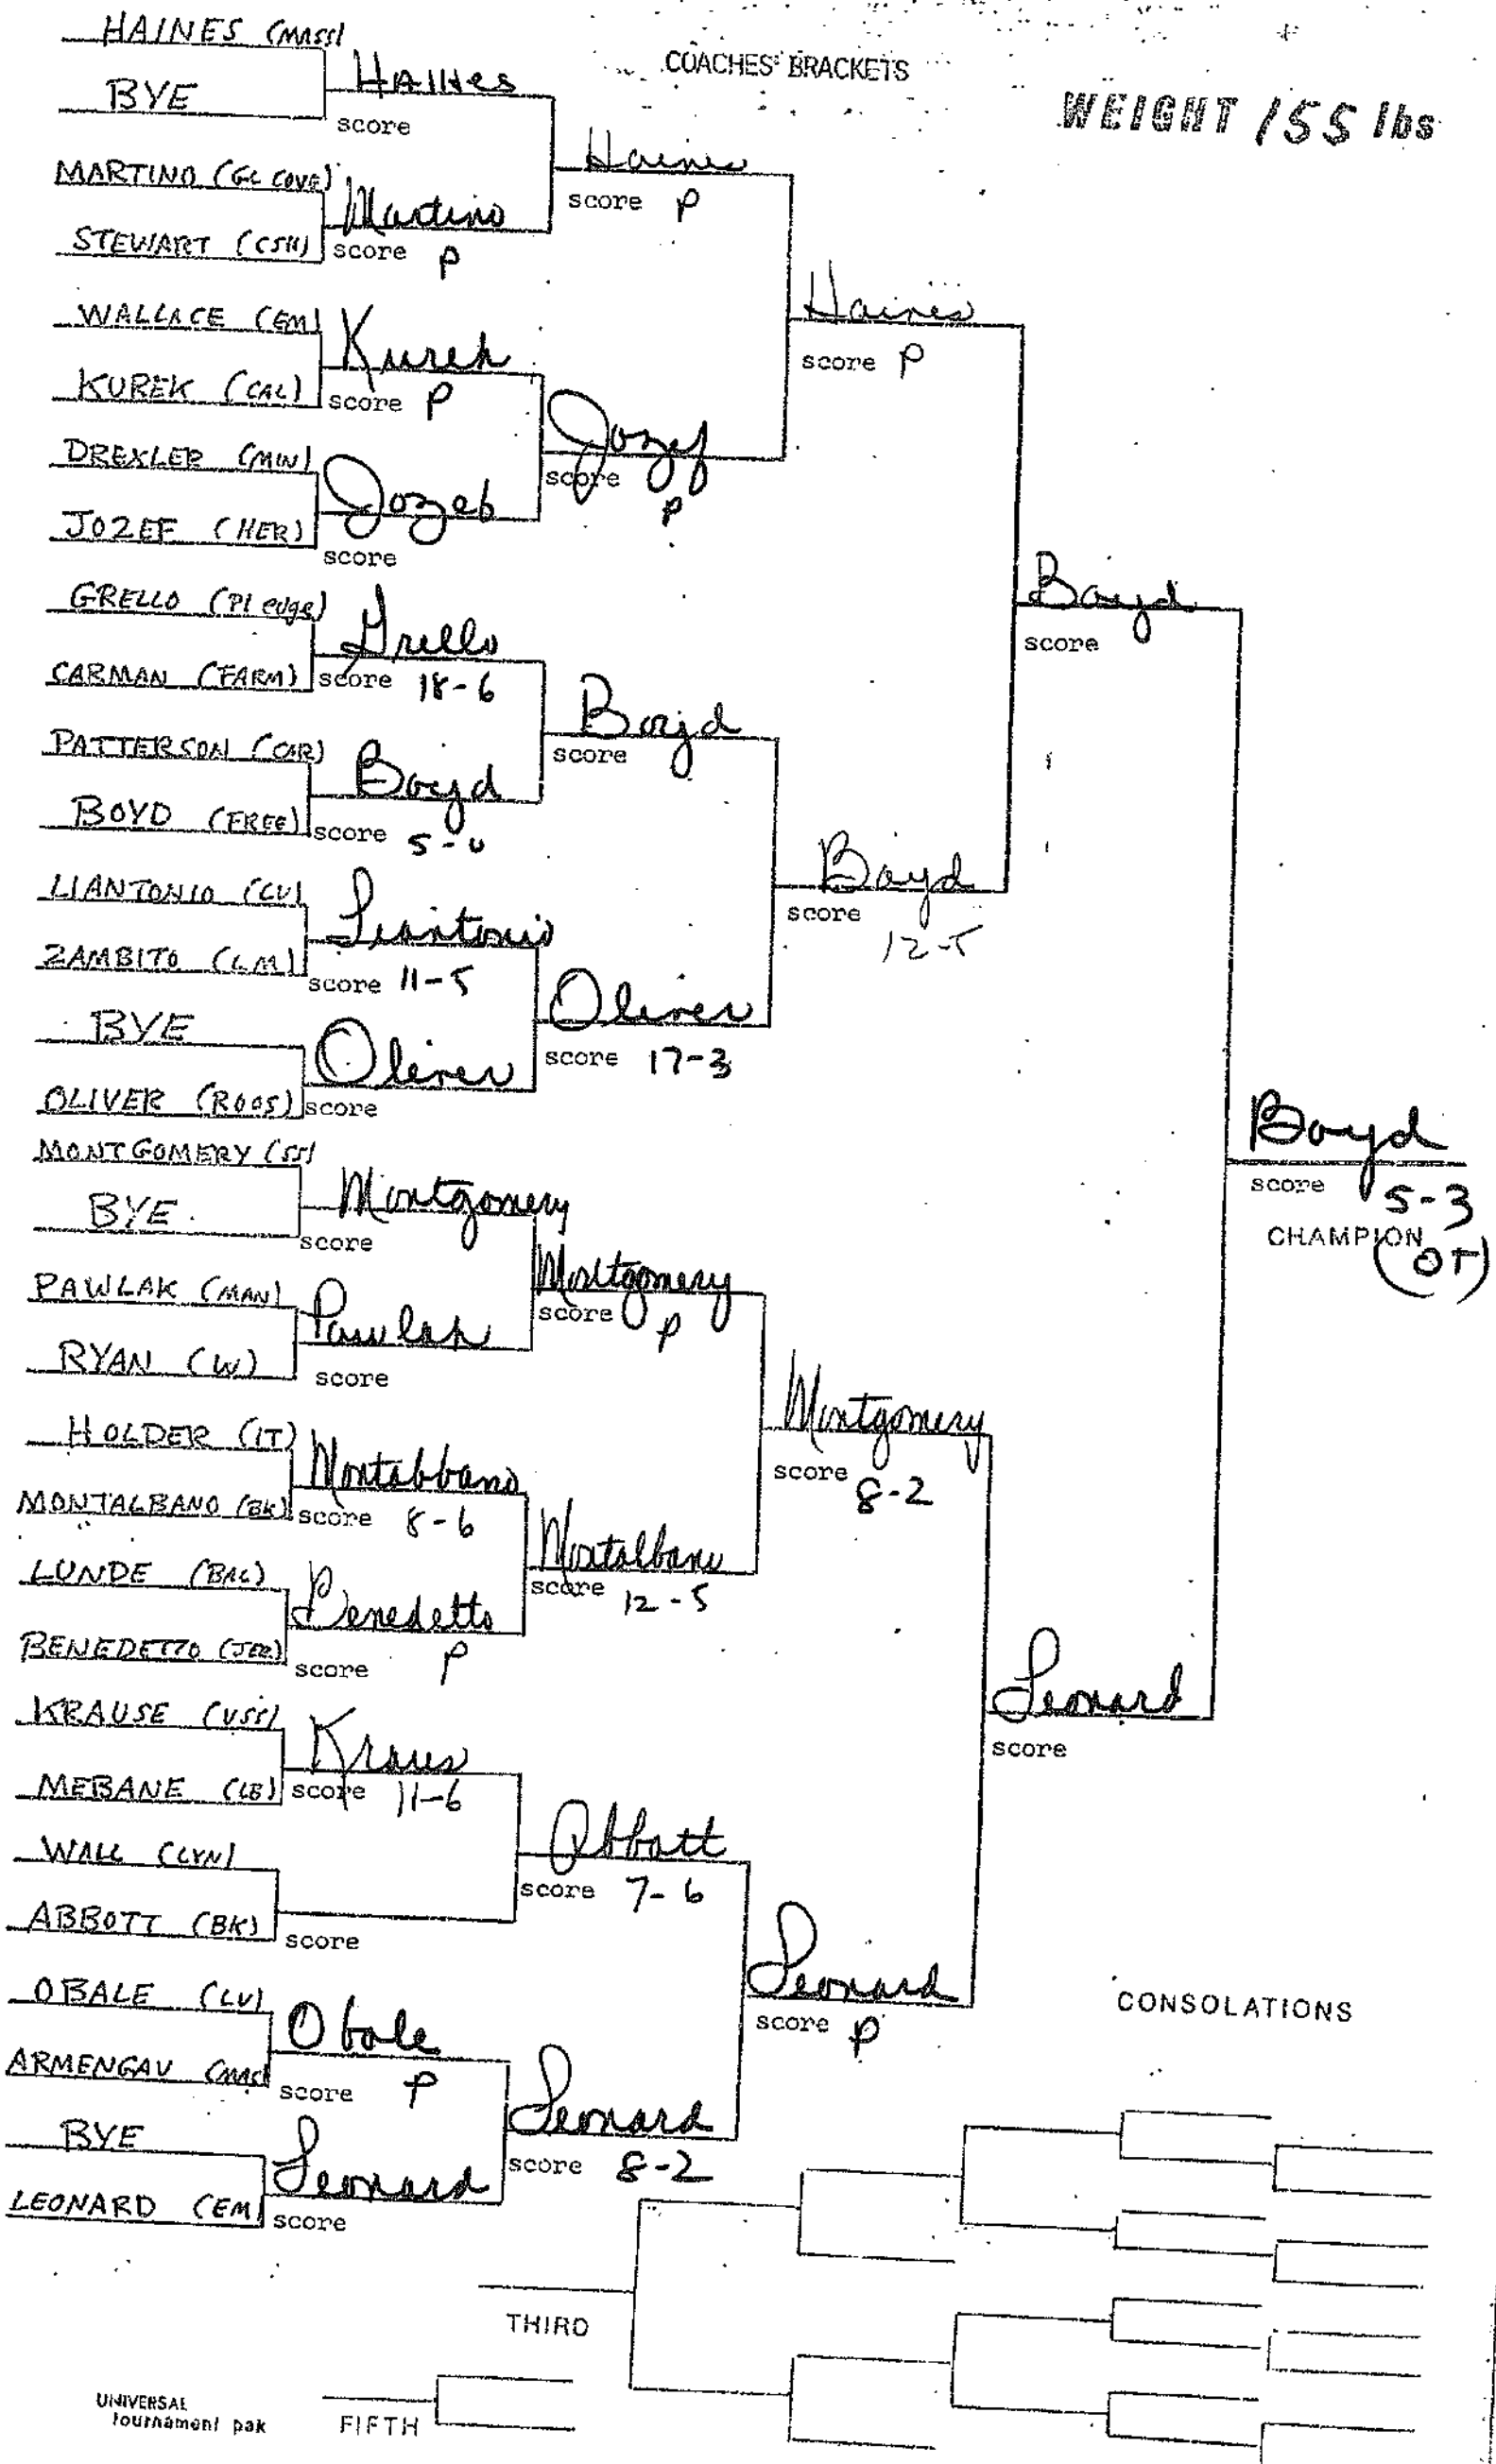 COACHES' BRACKETS
WEIGHT 155 lbs
HAINES (MASS)
BYE
MARTINO (GL COVE)
STEWART (CSH)
WALLACE (EM)
KUREK (CAL)
DREXLER (MIN)
JOZEF (HER)
GRELLO (Pl edge)
CARMAN (FARM)
PATTERSON (CAR)
BOYD (FREE)
LIANTONIO (LV)
ZAMBITO (LM)
BYE
OLIVER (ROOS)
MONTGOMERY (SS)
BYE
PAWLAK (MAN)
RYAN (W)
HOLDER (IT)
MONTALBANO (BK)
LUNDE (BAL)
BENEDETTO (JER)
KRAUSE (VSS)
MEBANE (LB)
WALL (LYN)
ABBOTT (BK)
OBALE (LV)
ARMENGAV (MAS)
BYE
LEONARD (EM)
Haines
score
Martino
score P
Kurek
score P
Jozef
score
Grello
score 18-6
Boyd
score 5-0
Liantonio
score 11-5
Oliver
score
Montgomery
score
Pawlak
score
Montabbano
score 8-6
Benedetto
score P
Kraus
score 11-6
score
Obale
score P
Leonard
score
Haines
score P
Jozef
score P
Boyd
score
Oliver
score 17-3
Montgomery
score P
Montalbano
score 12-5
Abbott
score 7-6
Leonard
score 8-2
Haines
score P
Boyd
score 12-5
Montgomery
score 8-2
Leonard
score P
Boyd
score
Leonard
score
Boyd
score 5-3
CHAMPION
(OT)
CONSOLATIONS
THIRD
FIFTH
UNIVERSAL
tournament pak